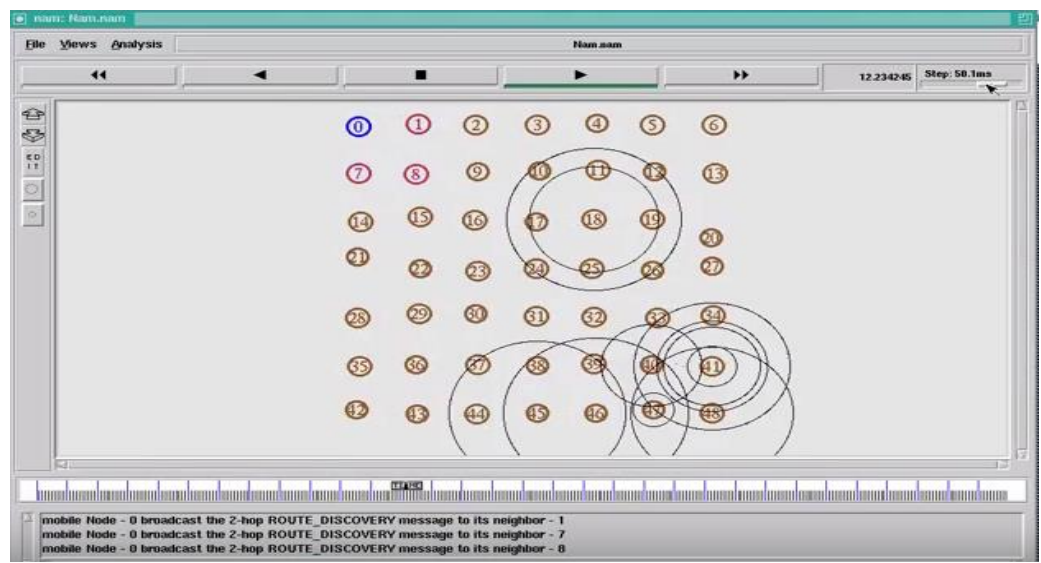 nam: Nam.nam
File Views Analysis Nam.nam
12.234245 Step: 50.1ms
0 1 2 3 4 5 6
E D
I T
7 8 9 10 11 12 13
14 15 16 17 18 19
20
21 22 23 24 25 26 27
28 29 30 31 32 33 34
35 36 37 38 39 40 41
42 43 44 45 46 47 48
mobile Node - 0 broadcast the 2-hop ROUTE_DISCOVERY message to its neighbor - 1
mobile Node - 0 broadcast the 2-hop ROUTE_DISCOVERY message to its neighbor - 7
mobile Node - 0 broadcast the 2-hop ROUTE_DISCOVERY message to its neighbor - 8